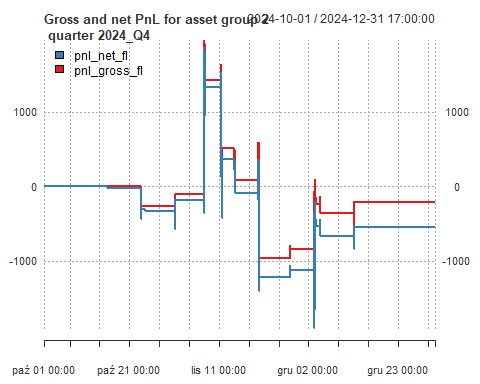 Gross and net PnL for asset group 2
2024-10-01 / 2024-12-31 17:00:00
quarter 2024_Q4
pnl_net_fl
pnl_gross_fl
1000
1000
0
0
-1000
-1000
paź 01 00:00
paź 21 00:00
lis 11 00:00
gru 02 00:00
gru 23 00:00